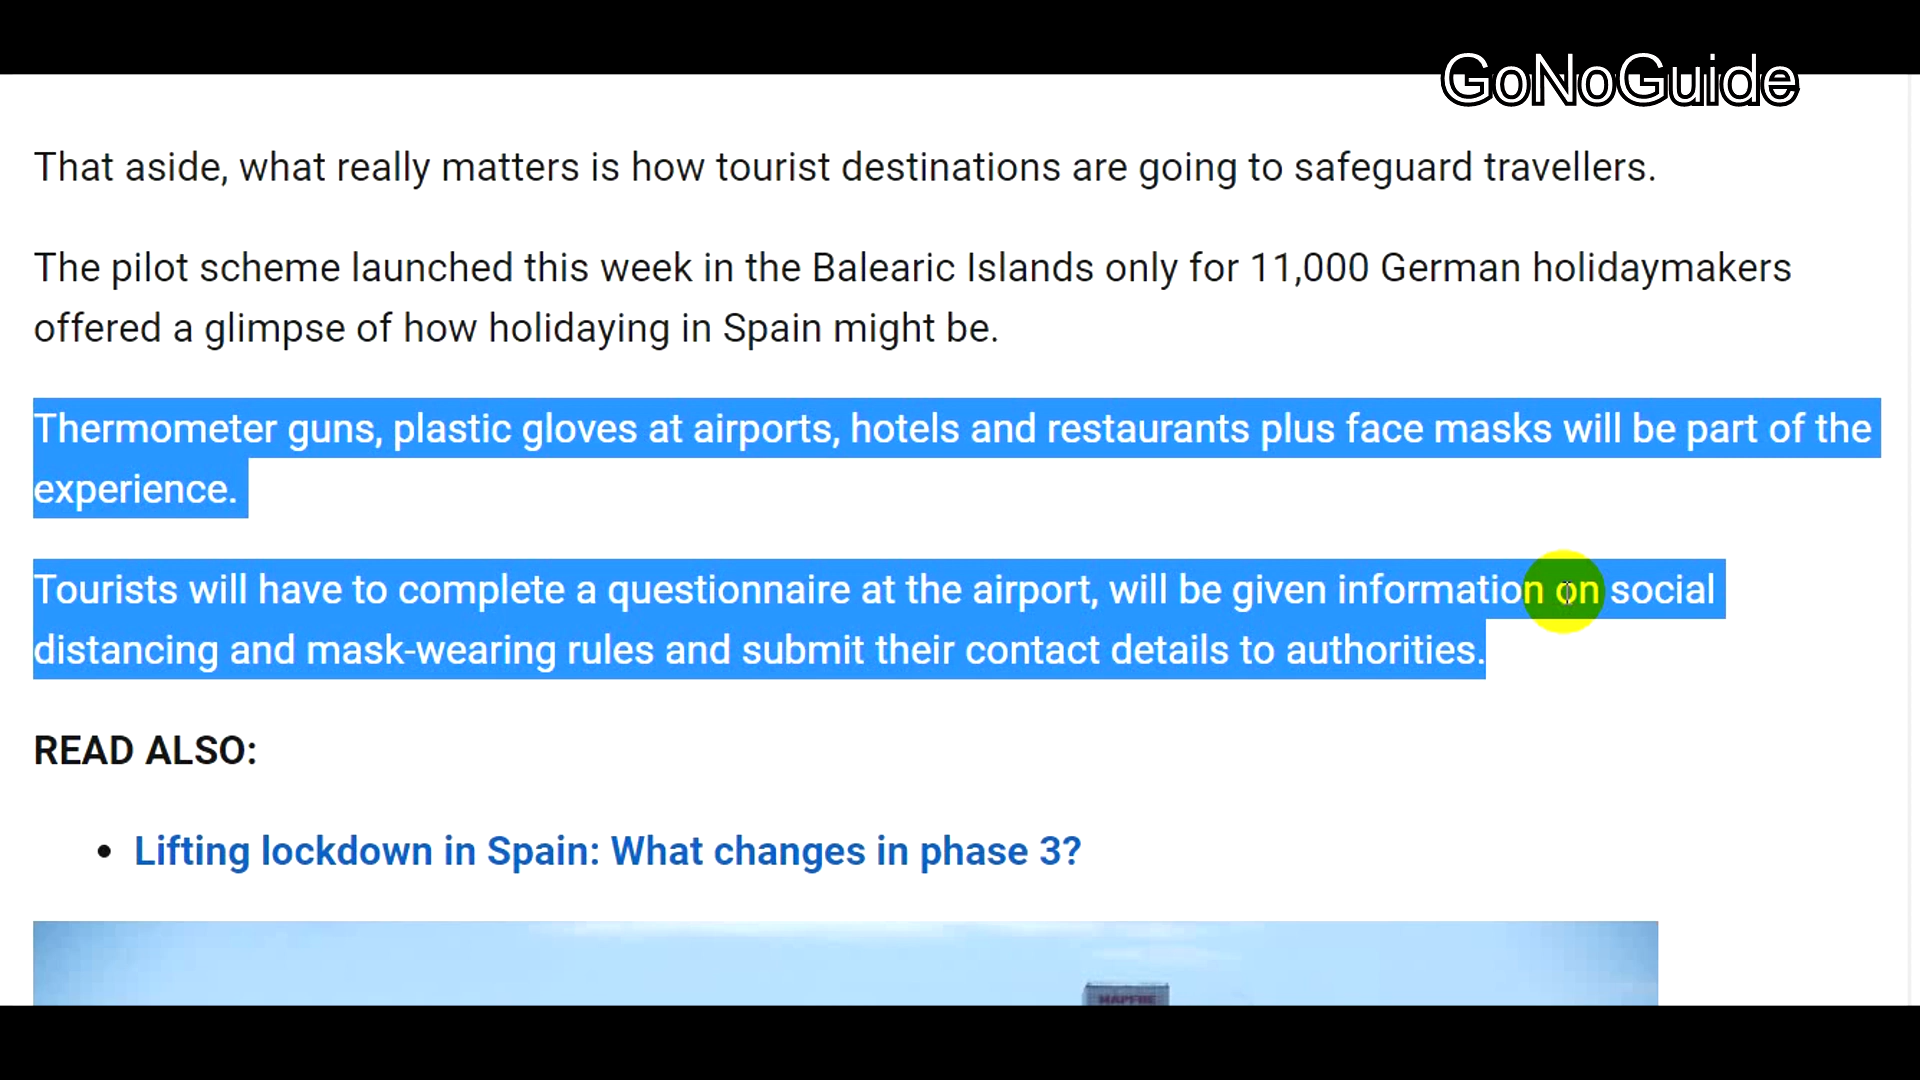 GoNoGuide
That aside, what really matters is how tourist destinations are going to safeguard travellers.
The pilot scheme launched this week in the Balearic Islands only for 11,000 German holidaymakers
offered a glimpse of how holidaying in Spain might be.
Thermometer guns, plastic gloves at airports, hotels and restaurants plus face masks will be part of the
experience.
Tourists will have to complete a questionnaire at the airport, will be given information on social
distancing and mask-wearing rules and submit their contact details to authorities.
READ ALSO:
• Lifting lockdown in Spain: What changes in phase 3?
MAPFRE